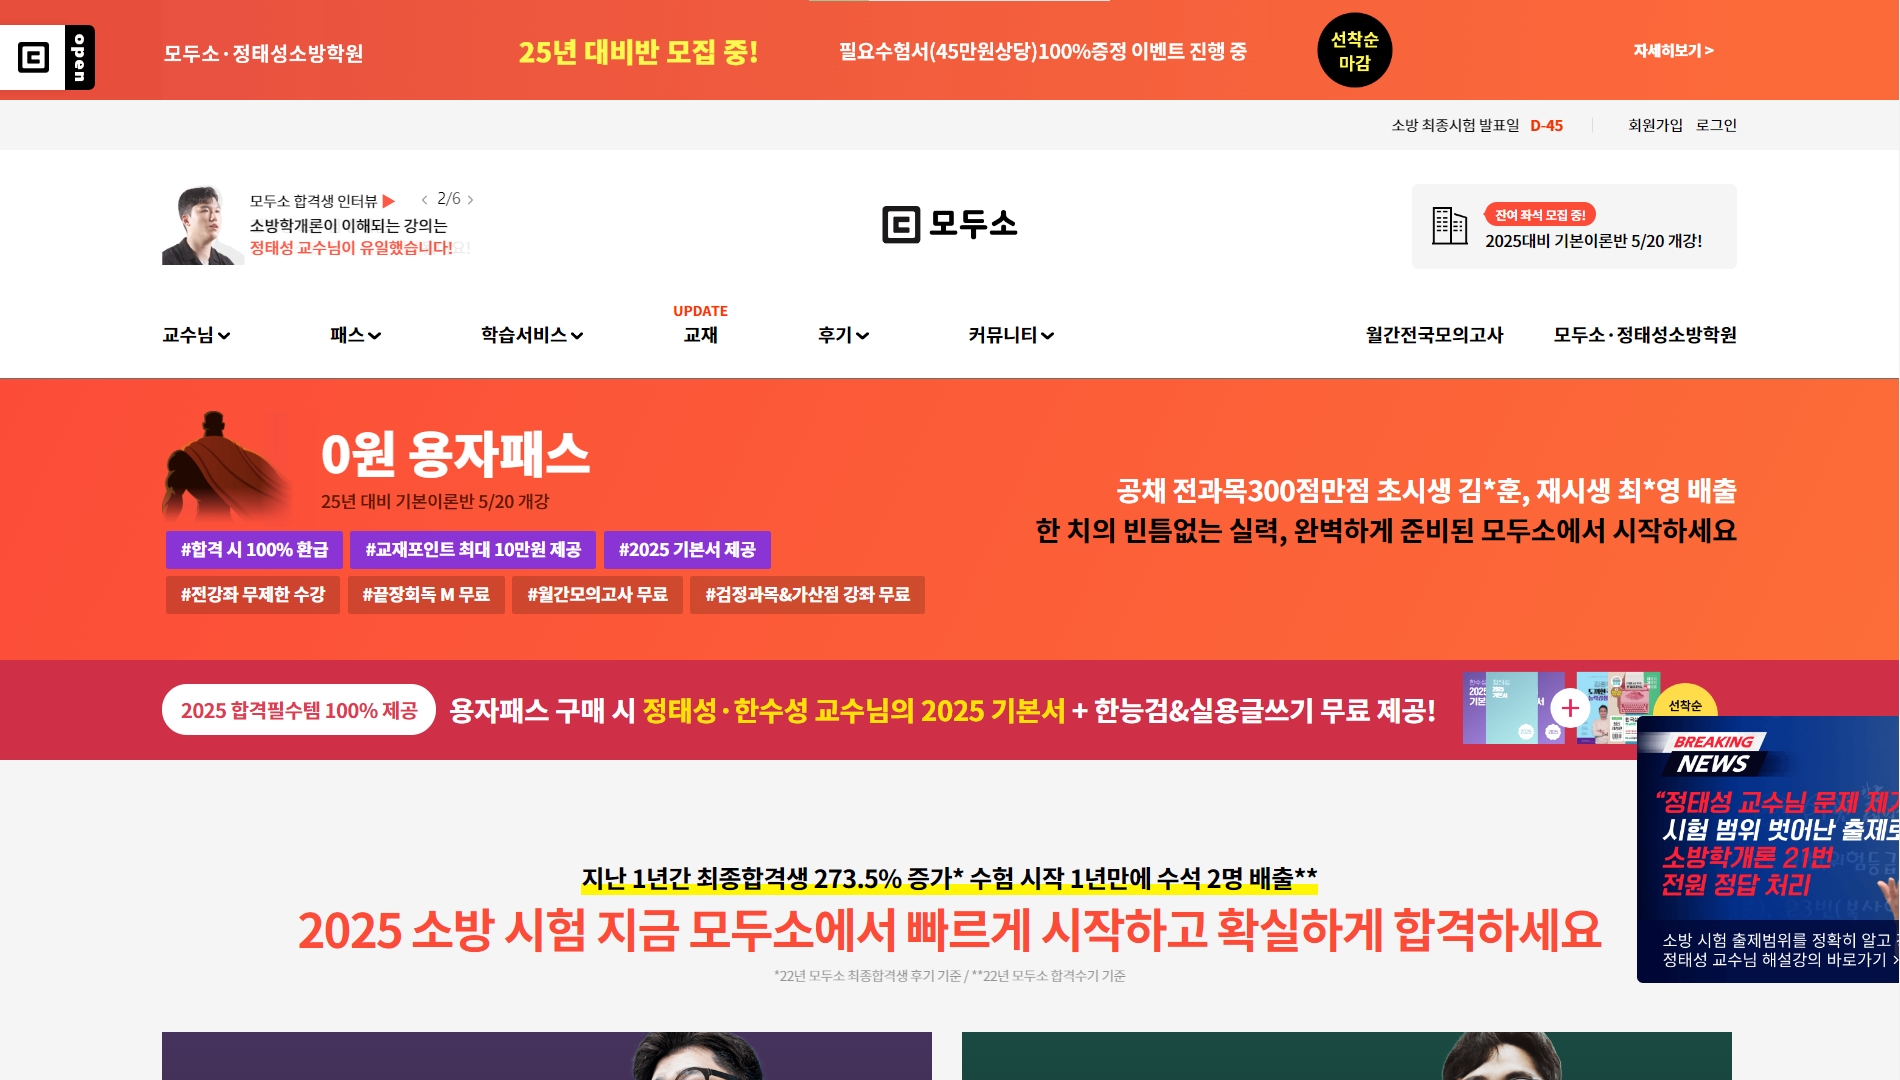 open
모두소·정태성소방학원
25년 대비반 모집 중!
필요수험서(45만원상당)100%증정 이벤트 진행 중
선착순
마감
자세히보기 >
소방 최종시험 발표일 D-45
회원가입 로그인
모두소 합격생 인터뷰 ▶ < 2/6 >
소방학개론이 이해되는 강의는
정태성 교수님이 유일했습니다!
모두소
잔여 좌석 모집 중!
2025대비 기본이론반 5/20 개강!
UPDATE
교수님 패스 학습서비스 교재 후기 커뮤니티 월간전국모의고사 모두소·정태성소방학원
0원 용자패스
25년 대비 기본이론반 5/20 개강
#합격 시 100% 환급 #교재포인트 최대 10만원 제공 #2025 기본서 제공
#전강좌 무제한 수강 #끝장회독 M 무료 #월간모의고사 무료 #검정과목&가산점 강좌 무료
공채 전과목300점만점 초시생 김*훈, 재시생 최*영 배출
한 치의 빈틈없는 실력, 완벽하게 준비된 모두소에서 시작하세요
2025 합격필수템 100% 제공
용자패스 구매 시 정태성·한수성 교수님의 2025 기본서 + 한능검&실용글쓰기 무료 제공!
선착순
BREAKING
NEWS
“정태성 교수님 문제 제기
시험 범위 벗어난 출제로
소방학개론 21번
전원 정답 처리
소방 시험 출제범위를 정확히 알고
정태성 교수님 해설강의 바로가기 >
지난 1년간 최종합격생 273.5% 증가* 수험 시작 1년만에 수석 2명 배출**
2025 소방 시험 지금 모두소에서 빠르게 시작하고 확실하게 합격하세요
*22년 모두소 최종합격생 후기 기준 / **22년 모두소 합격수기 기준